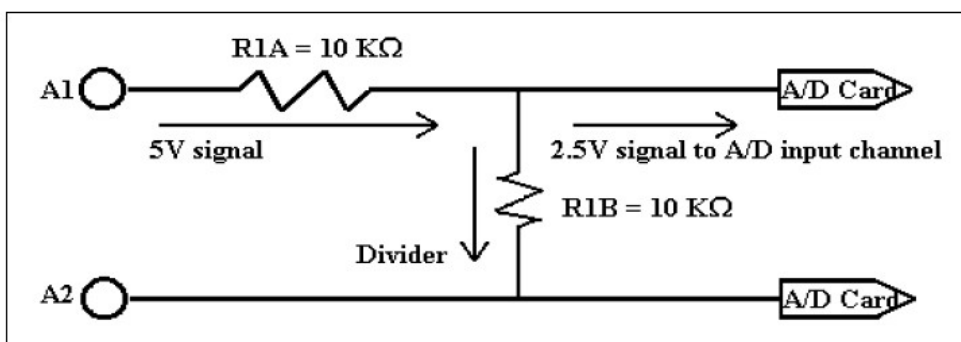 R1A = 10 KΩ
A1
A/D Card
5V signal
2.5V signal to A/D input channel
R1B = 10 KΩ
Divider
A2
A/D Card